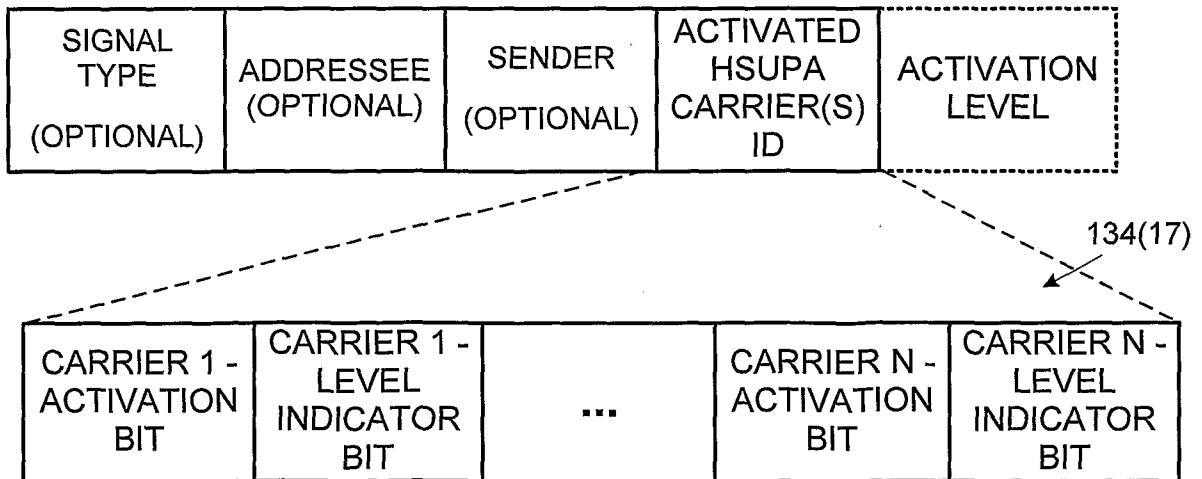 SIGNAL
TYPE
(OPTIONAL)
ADDRESSEE
(OPTIONAL)
SENDER
(OPTIONAL)
ACTIVATED
HSUPA
CARRIER(S)
ID
ACTIVATION
LEVEL
134(17)
CARRIER 1 -
ACTIVATION
BIT
CARRIER 1 -
LEVEL
INDICATOR
BIT
...
CARRIER N -
ACTIVATION
BIT
CARRIER N -
LEVEL
INDICATOR
BIT